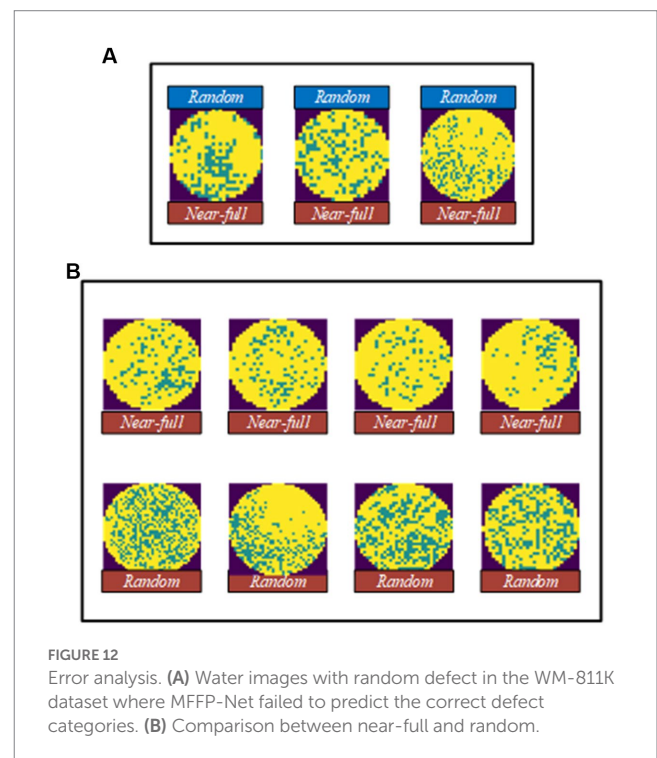 A
Random Random Random
Near-full Near-full Near-full
B
Near-full Near-full Near-full Near-full
Random Random Random Random
FIGURE 12
Error analysis. (A) Water images with random defect in the WM-811K
dataset where MFFP-Net failed to predict the correct defect
categories. (B) Comparison between near-full and random.